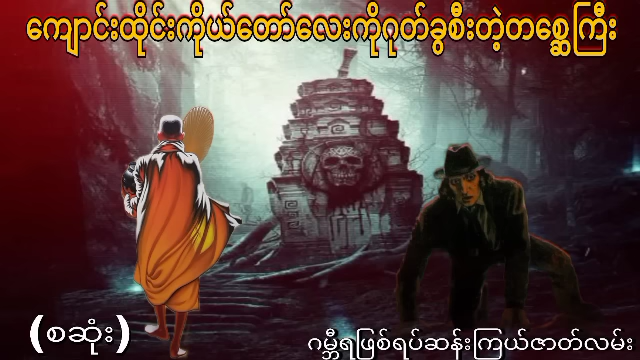 ကျောင်းထိုင်းကိုယ်တော်လေးကိုဂုတ်ခွစီးတဲ့တစ္ဆေကြီး
(စဆုံး)
ဂမ္ဘီရဖြစ်ရပ်ဆန်းကြယ်ဇာတ်လမ်း